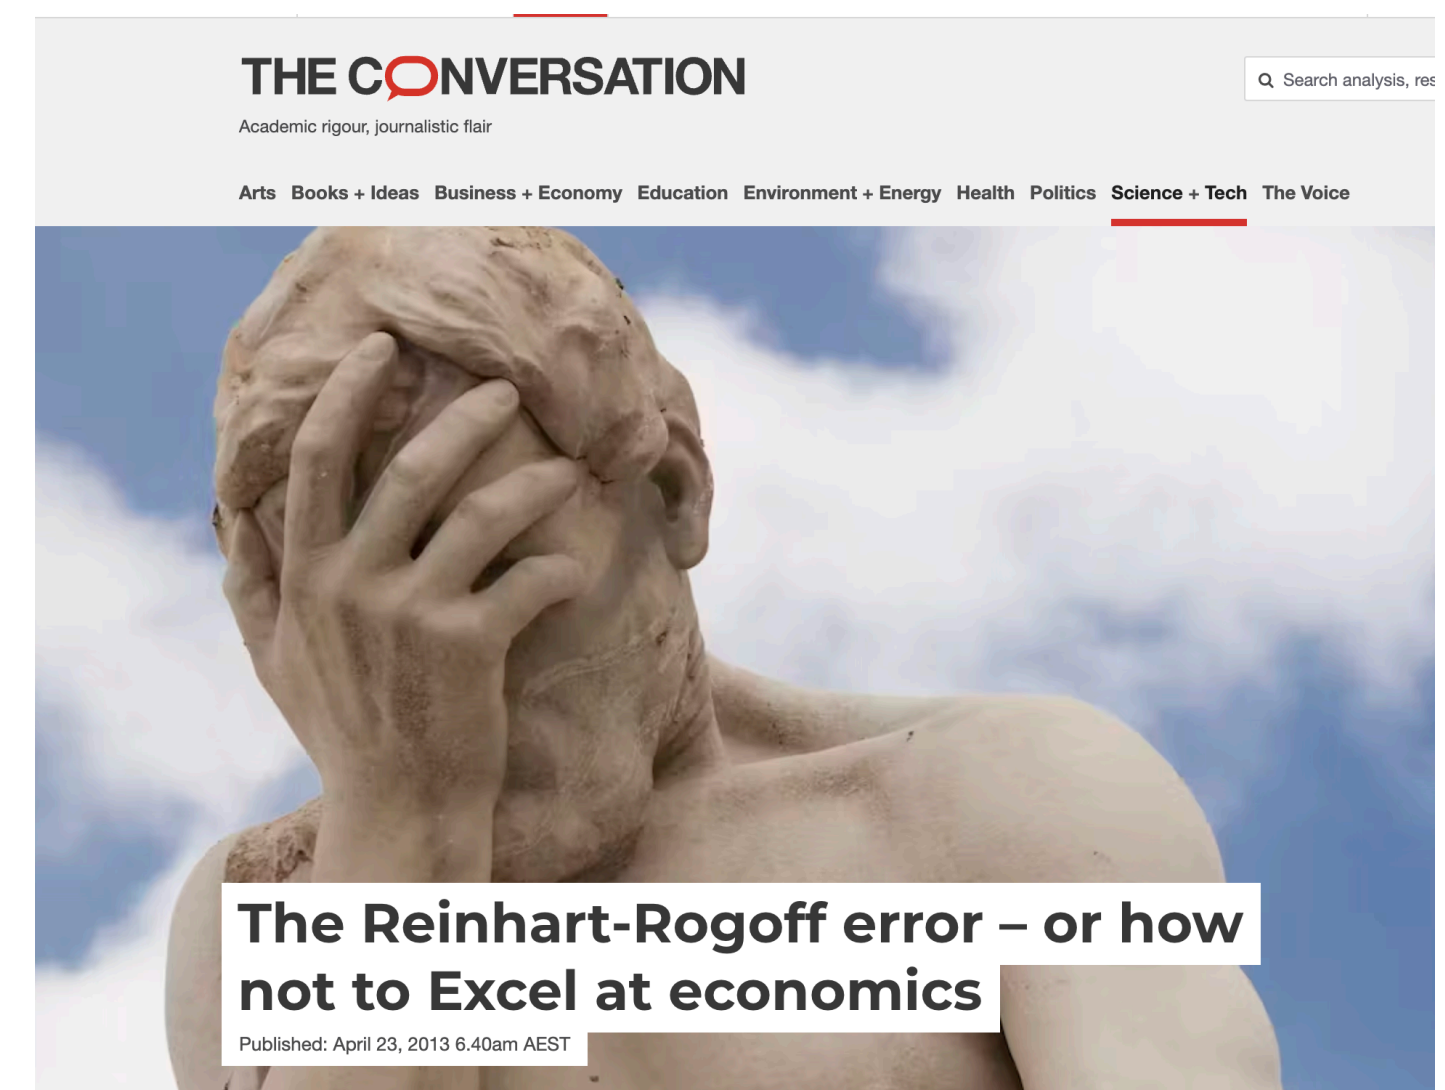 THE CONVERSATION
Search analysis, res
Academic rigour, journalistic flair
Arts Books + Ideas Business + Economy Education Environment + Energy Health Politics Science + Tech The Voice
The Reinhart-Rogoff error – or how
not to Excel at economics
Published: April 23, 2013 6.40am AEST